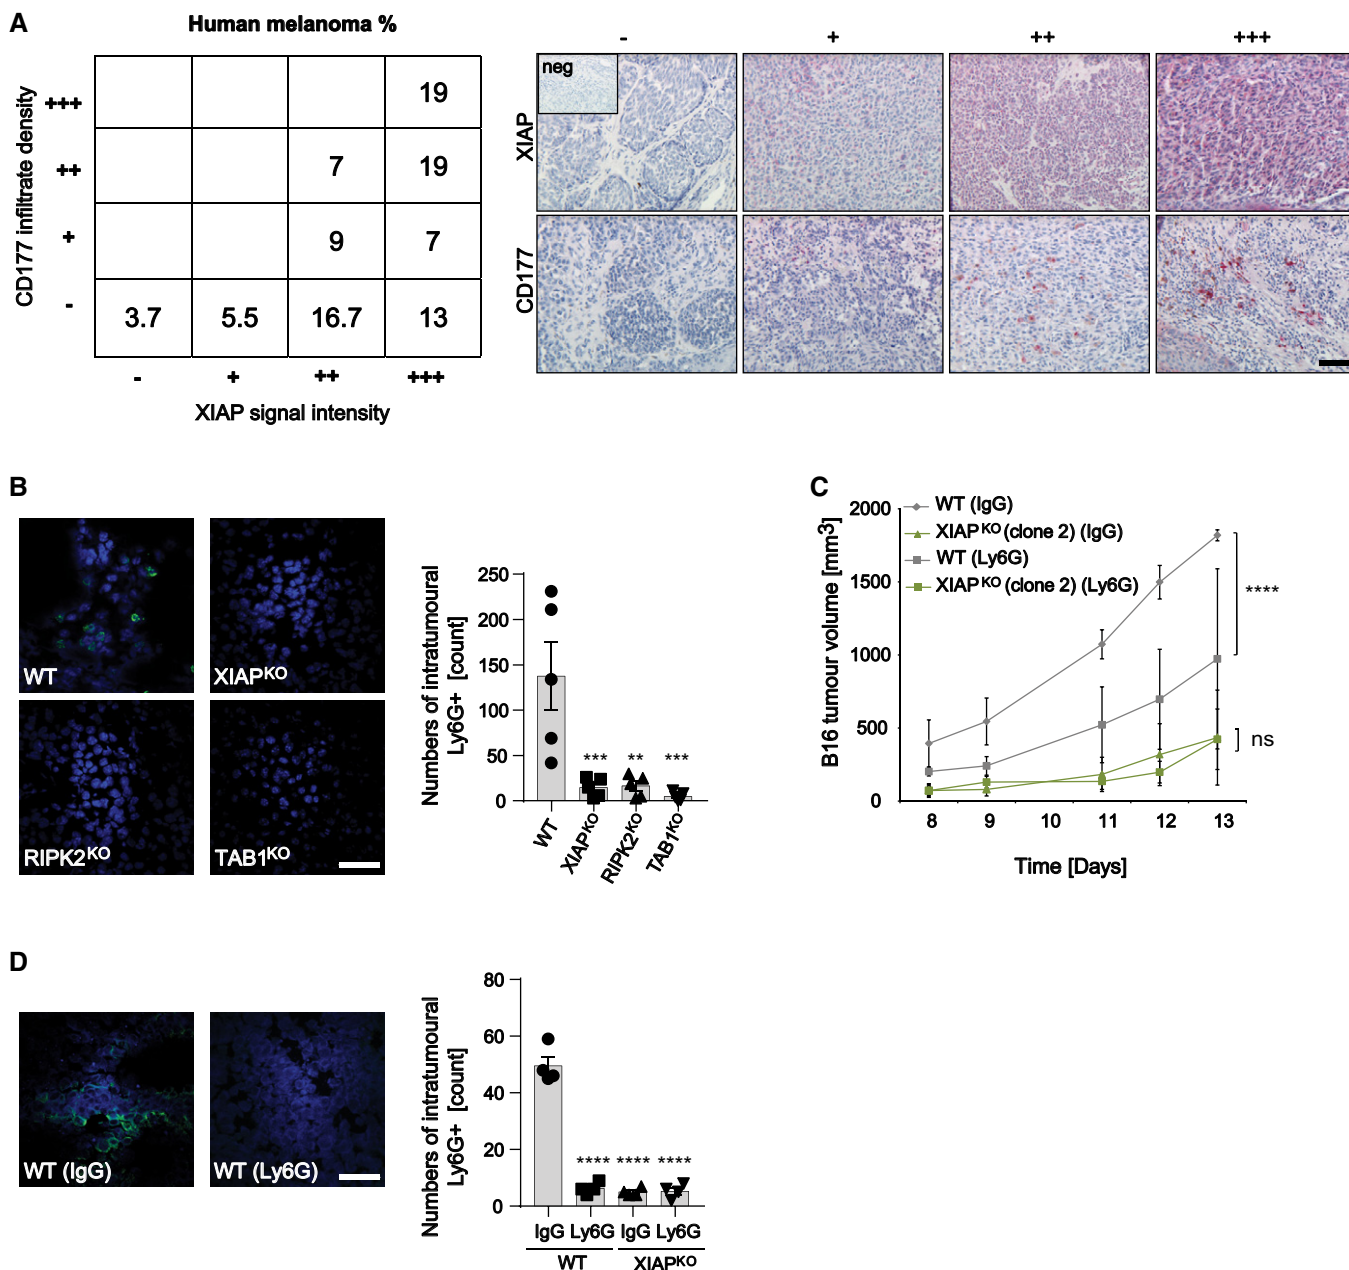 A
Human melanoma %
CD177 infiltrate density
+++
19
++
7
19
+
9
7
-
3.7
5.5
16.7
13
-
+
++
+++
XIAP signal intensity
-
+
++
+++
neg
XIAP
CD177
B
WT
XIAPKO
RIPK2KO
TAB1KO
Numbers of intratumoural
Ly6G+ [count]
250
200
150
100
50
0
***
**
***
WT
XIAPKO
RIPK2KO
TAB1KO
C
WT (IgG)
XIAPKO (clone 2) (IgG)
WT (Ly6G)
XIAPKO (clone 2) (Ly6G)
B16 tumour volume [mm3]
2000
1500
1000
500
0
****
ns
8
9
10
11
12
13
Time [Days]
D
WT (IgG)
WT (Ly6G)
Numbers of intratumoural
Ly6G+ [count]
80
60
40
20
0
****
****
****
IgG
Ly6G
IgG
Ly6G
WT
XIAPKO